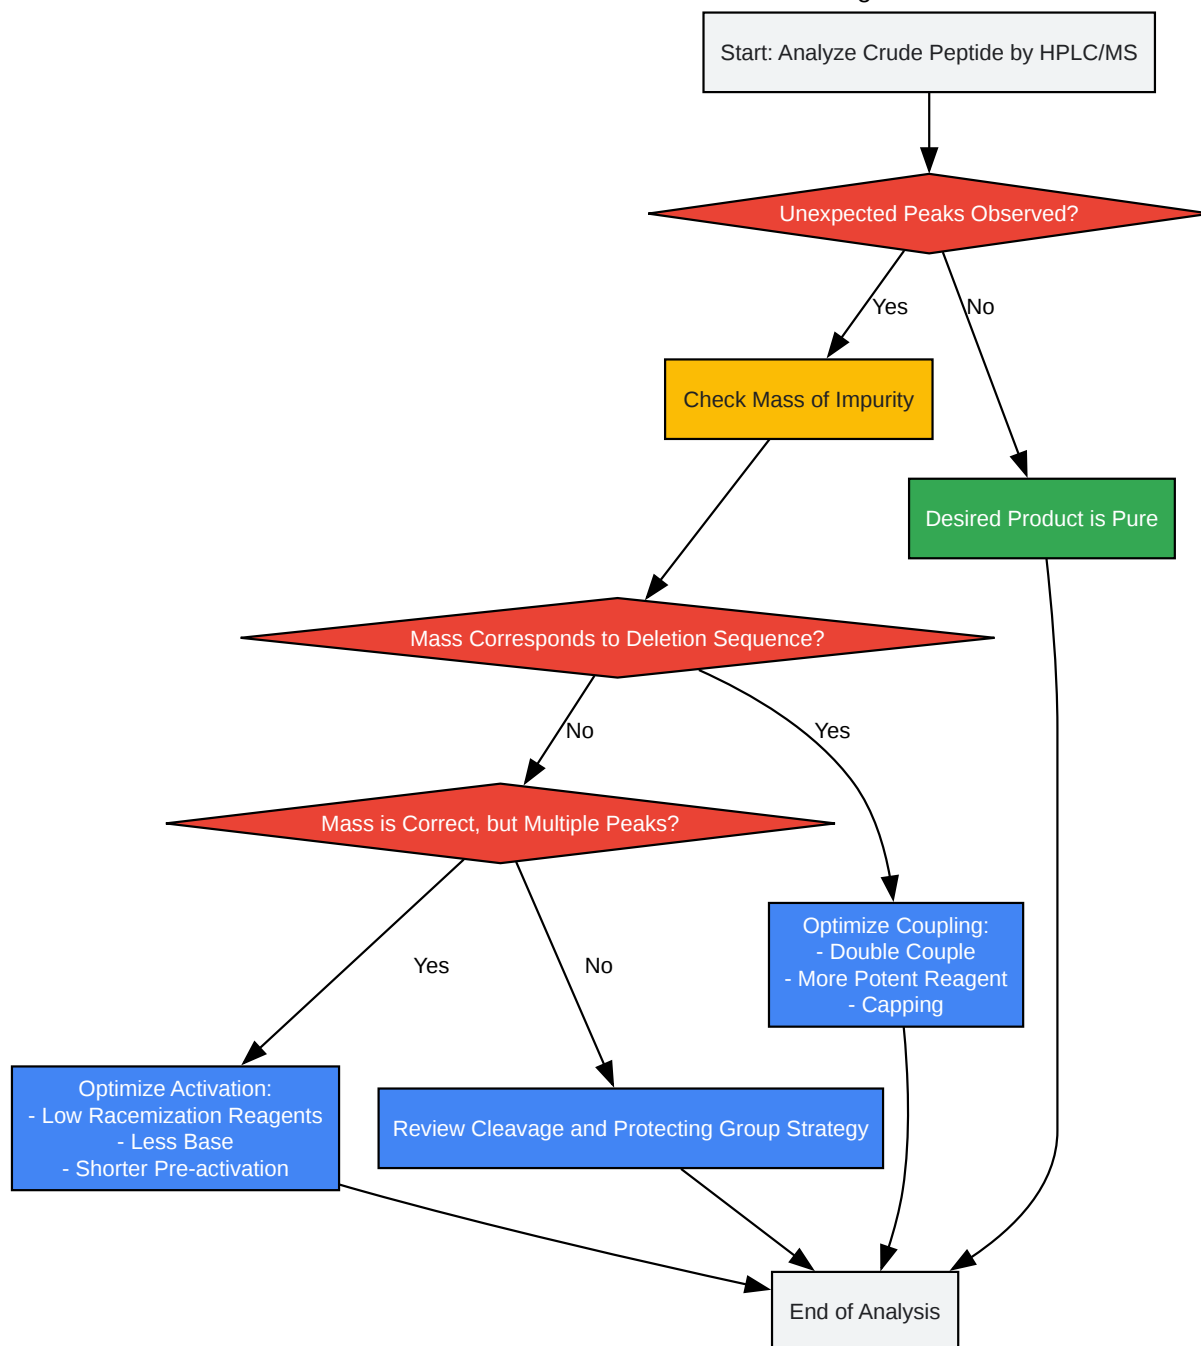 Start: Analyze Crude Peptide by HPLC/MS
Unexpected Peaks Observed?
Yes
No
Check Mass of Impurity
Desired Product is Pure
Mass Corresponds to Deletion Sequence?
No
Yes
Mass is Correct, but Multiple Peaks?
Yes
No
Optimize Coupling:
- Double Couple
- More Potent Reagent
- Capping
Optimize Activation:
- Low Racemization Reagents
- Less Base
- Shorter Pre-activation
Review Cleavage and Protecting Group Strategy
End of Analysis